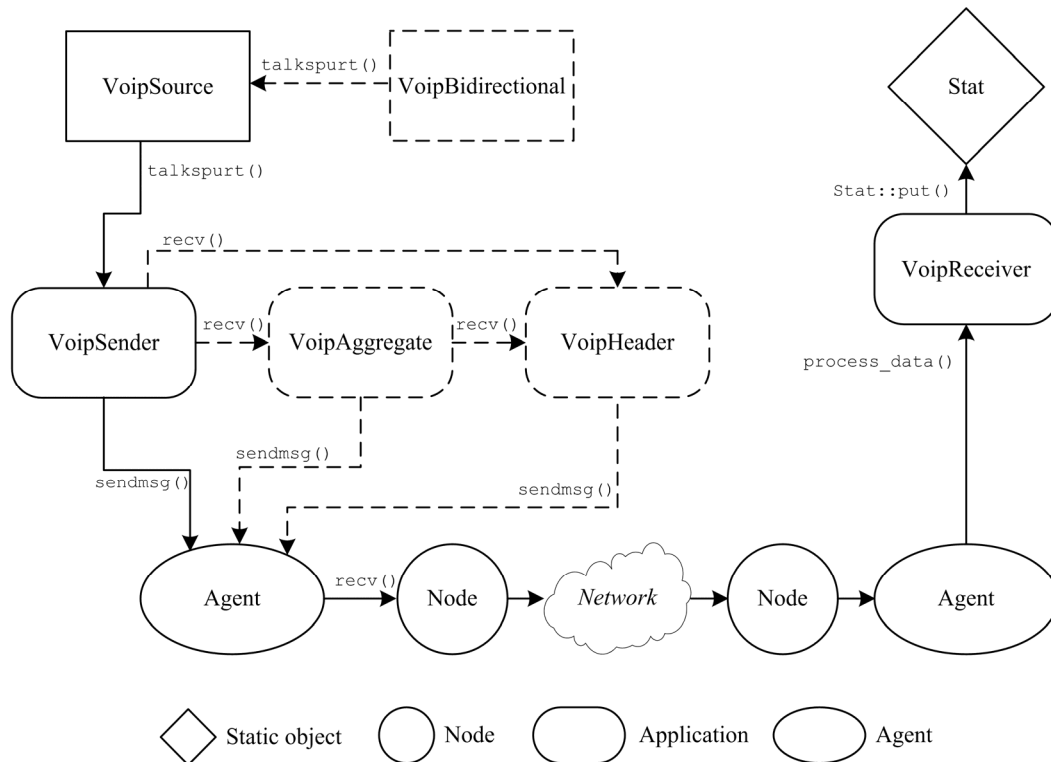 VoipSource
talkspurt()
VoipBidirectional
Stat
talkspurt()
Stat::put()
recv()
VoipReceiver
VoipSender
recv()
VoipAggregate
recv()
VoipHeader
process_data()
sendmsg()
sendmsg()
sendmsg()
Agent
recv()
Node
Network
Node
Agent
Static object
Node
Application
Agent